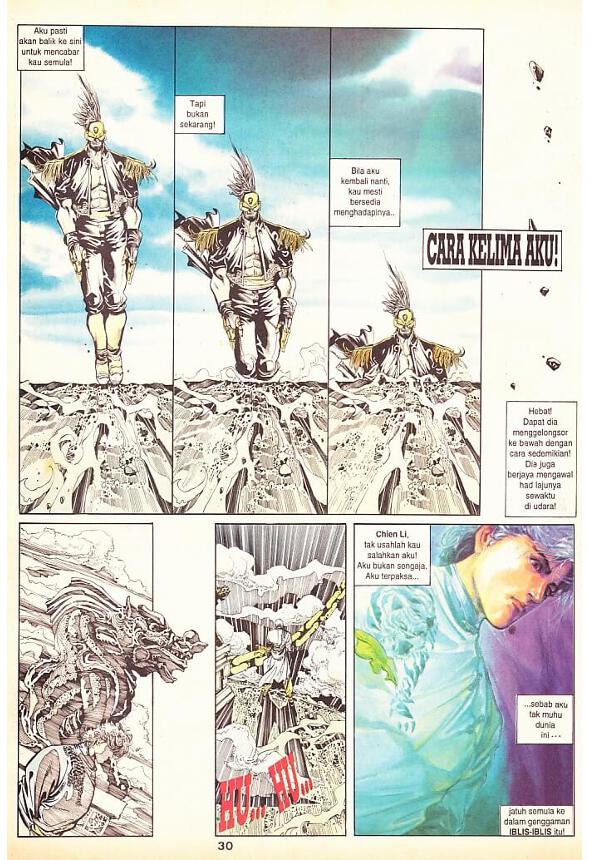 Aku pasti
akan balik ke sini
untuk mencabar
kau semula!
Tapi
bukan
sekarang!
Bila aku
kembali nanti,
kau mesti
bersedia
menghadapinya..
CARA KELIMA AKU!
Hebat!
Dapat dia
menggelongsor
ke bawah dengan
cara sedemikian!
Dia juga
berjaya mengawal
had lajunya
sewaktu
di udara!
HU... HU...
Chien Li,
tak usahlah kau
salahkan aku!
Aku bukan songaja.
Aku terpaksa...
...sebab aku
tak muhu
dunia
ini ---
jatuh semula ke
dalam genggaman
IBLIS-IBLIS itu!
30